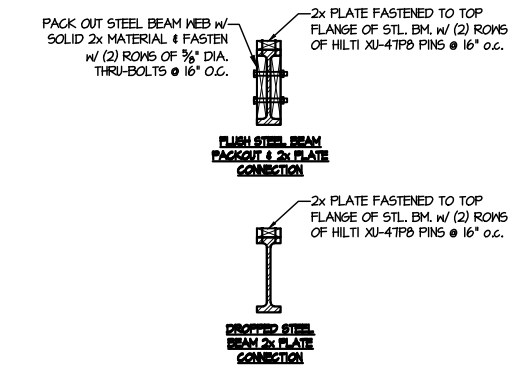 PACK OUT STEEL BEAM WEB W/
SOLID 2x MATERIAL & FASTEN
W/ (2) ROWS OF 5/8" DIA.
THRU-BOLTS @ 16" O.C.
2x PLATE FASTENED TO TOP
FLANGE OF STL. BM. W/ (2) ROWS
OF HILTI XU-47P8 PINS @ 16" o.c.
FLUSH STEEL BEAM
PACKOUT & 2x PLATE
CONNECTION
2x PLATE FASTENED TO TOP
FLANGE OF STL. BM. W/ (2) ROWS
OF HILTI XU-47P8 PINS @ 16" o.c.
DROPPED STEEL
BEAM 2x PLATE
CONNECTION